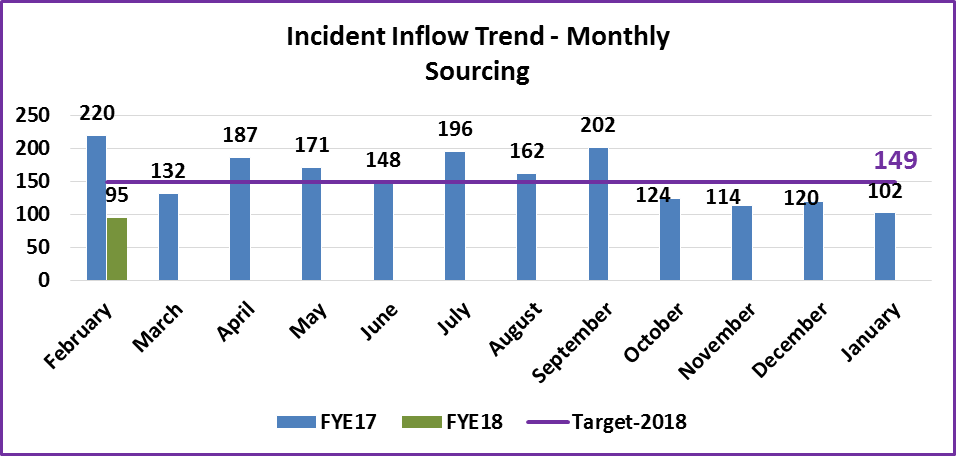 Incident Inflow Trend - Monthly
Sourcing
250
200
150
100
50
0
220
95
132
187
171
148
196
162
202
124
114
120
102
149
February
March
April
May
June
July
August
September
October
November
December
January
FYE17
FYE18
Target-2018